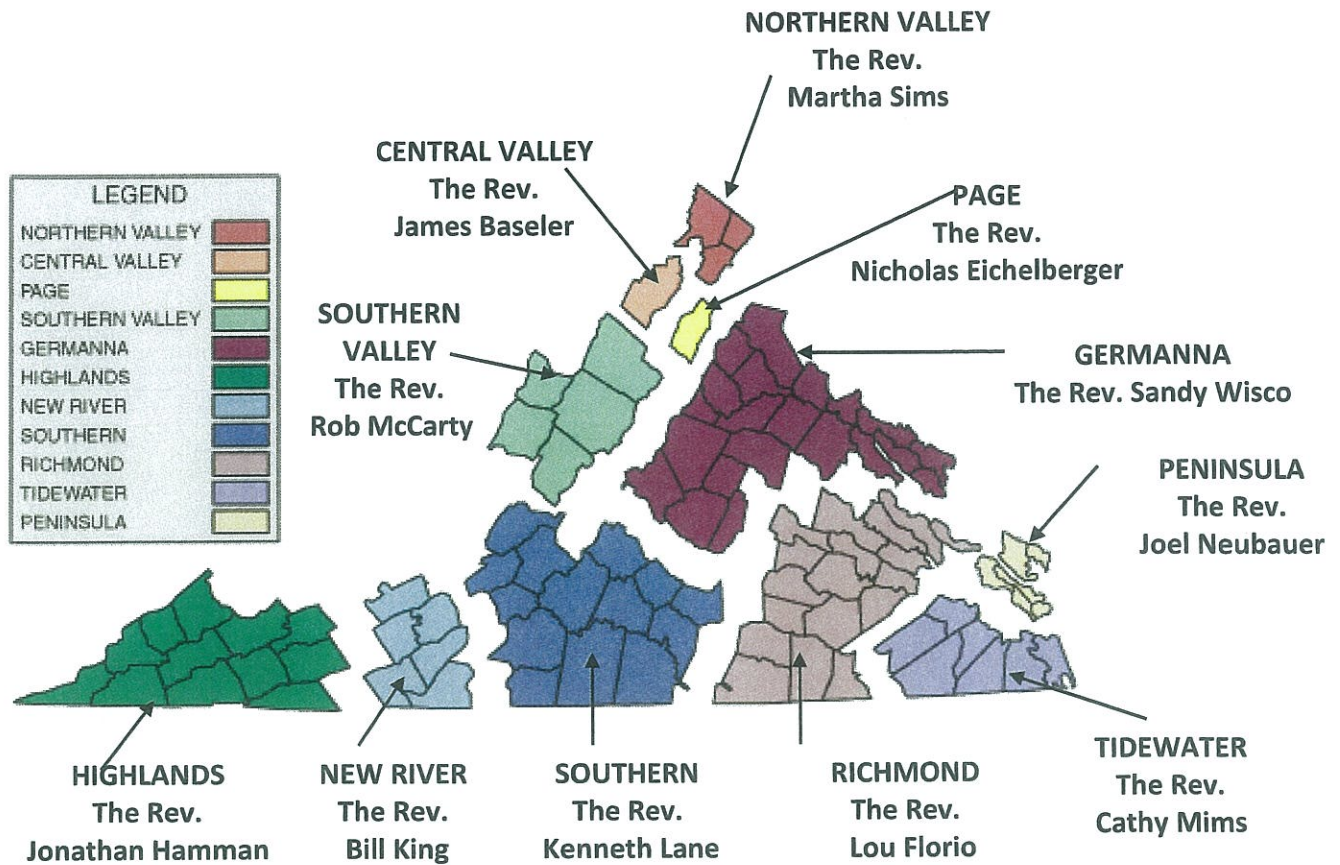 NORTHERN VALLEY
The Rev.
Martha Sims
CENTRAL VALLEY
The Rev.
James Baseler
PAGE
The Rev.
Nicholas Eichelberger
LEGEND
NORTHERN VALLEY
CENTRAL VALLEY
PAGE
SOUTHERN VALLEY
GERMANNA
HIGHLANDS
NEW RIVER
SOUTHERN
RICHMOND
TIDEWATER
PENINSULA
SOUTHERN
VALLEY
The Rev.
Rob McCarty
GERMANNA
The Rev. Sandy Wisco
PENINSULA
The Rev.
Joel Neubauer
HIGHLANDS
The Rev.
Jonathan Hamman
NEW RIVER
The Rev.
Bill King
SOUTHERN
The Rev.
Kenneth Lane
RICHMOND
The Rev.
Lou Florio
TIDEWATER
The Rev.
Cathy Mims